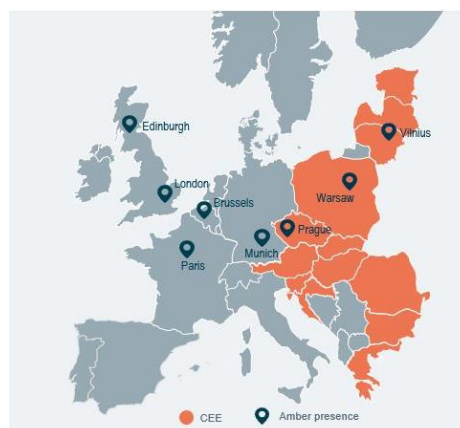 Edinburgh
Vilnius
London
Warsaw
Brussels
Prague
Munich
Paris
CEE
Amber presence